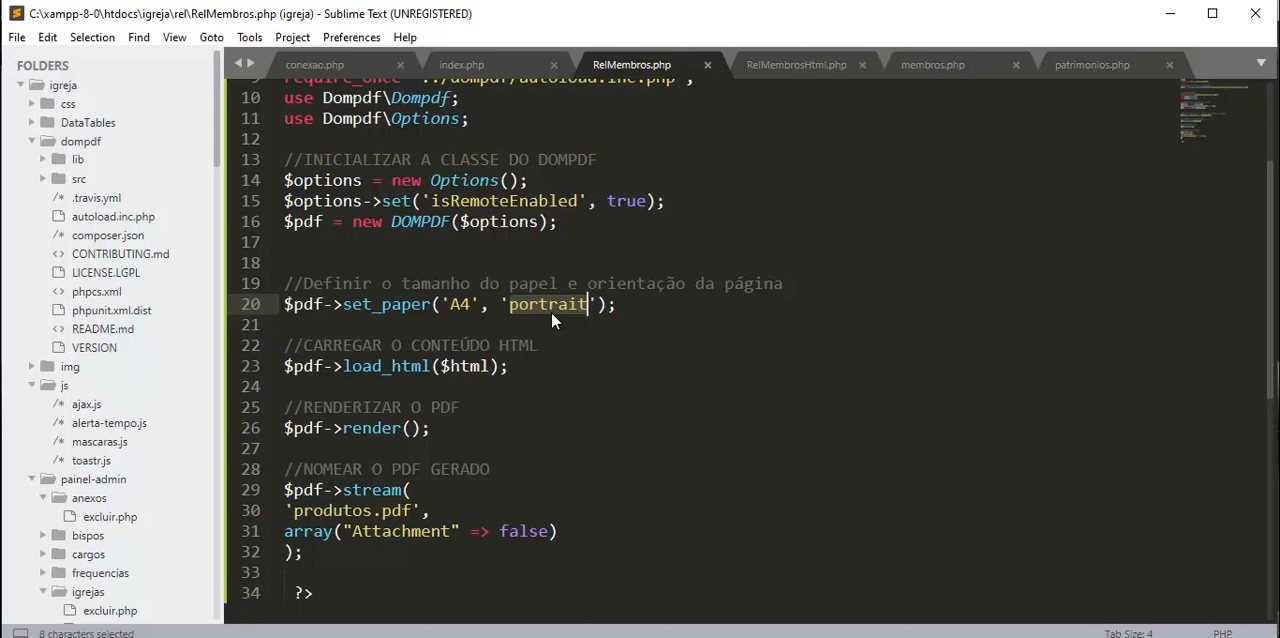 C:\xampp-8-0\htdocs\igreja\rel\RelMembros.php (igreja) - Sublime Text (UNREGISTERED)
File Edit Selection Find View Goto Tools Project Preferences Help
FOLDERS
igreja
css
DataTables
dompdf
lib
src
.travis.yml
autoload.inc.php
composer.json
CONTRIBUTING.md
LICENSE.LGPL
phpcs.xml
phpunit.xml.dist
README.md
VERSION
img
js
ajax.js
alerta-tempo.js
mascaras.js
toastr.js
painel-admin
anexos
excluir.php
bispos
cargos
frequencias
igrejas
excluir.php
conexao.php index.php RelMembros.php RelMembrosHtml.php membros.php patrimonios.php
9 require_once '../dompdf/autoload.inc.php';
10 use Dompdf\Dompdf;
11 use Dompdf\Options;
12
13 //INICIALIZAR A CLASSE DO DOMPDF
14 $options = new Options();
15 $options->set('isRemoteEnabled', true);
16 $pdf = new DOMPDF($options);
17
18
19 //Definir o tamanho do papel e orientação da página
20 $pdf->set_paper('A4', 'portrait');
21
22 //CARREGAR O CONTEÚDO HTML
23 $pdf->load_html($html);
24
25 //RENDERIZAR O PDF
26 $pdf->render();
27
28 //NOMEAR O PDF GERADO
29 $pdf->stream(
30 'produtos.pdf',
31 array("Attachment" => false)
32 );
33
34 ?>
8 characters selected Tab Size: 4 PHP